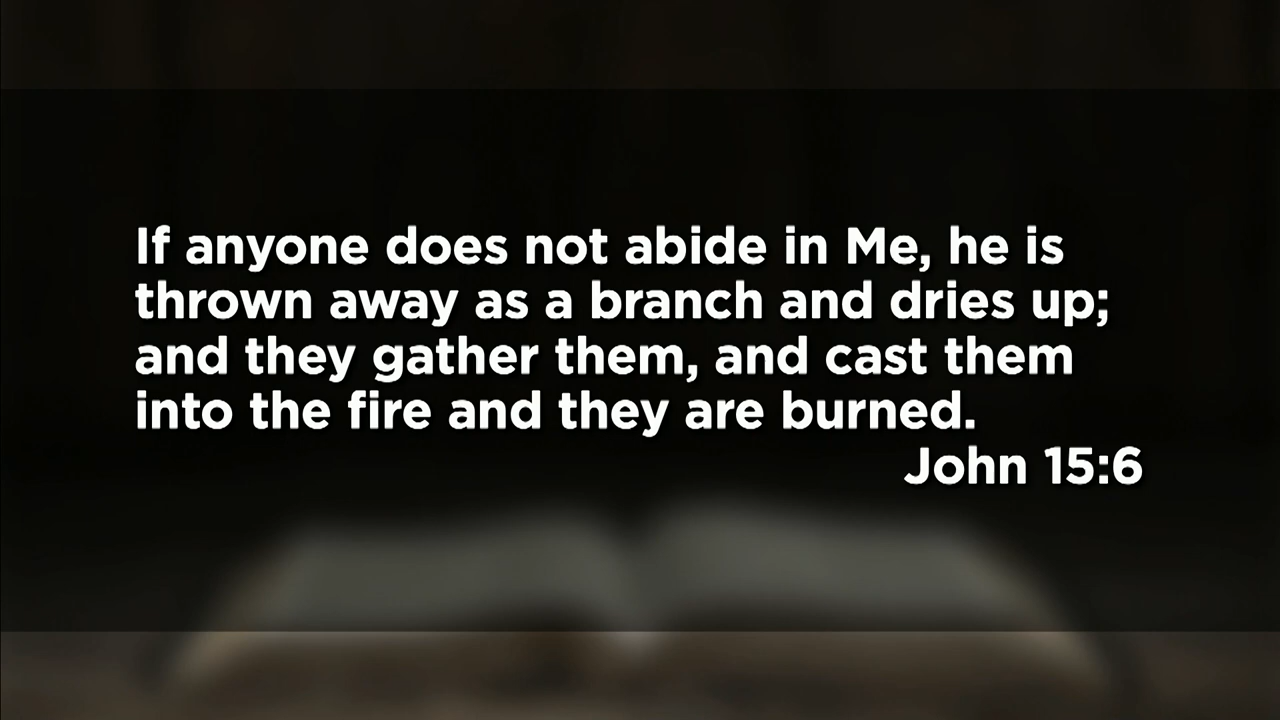 If anyone does not abide in Me, he is
thrown away as a branch and dries up;
and they gather them, and cast them
into the fire and they are burned.
John 15:6